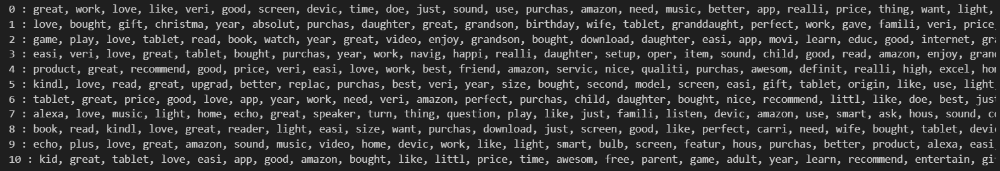 0 : great, work, love, like, veri, good, screen, devic, time, doe, just, sound, use, purchas, amazon, need, music, better, app, realli, price, thing, want, light,
1 : love, bought, gift, christma, year, absolut, purchas, daughter, great, grandson, birthday, wife, tablet, granddaught, perfect, work, gave, famili, veri, price,
2 : game, play, love, tablet, read, book, watch, year, great, video, enjoy, grandson, bought, download, daughter, easi, app, movi, learn, educ, good, internet,
3 : easi, veri, love, great, tablet, bought, purchas, year, work, navig, happi, realli, daughter, setup, oper, item, sound, child, good, read, amazon, enjoy,
4 : product, great, recommend, good, price, veri, easi, love, work, best, friend, amazon, servic, nice, qualiti, purchas, awesom, definit, realli, high, excel,
5 : kindl, love, read, great, upgrad, better, replac, purchas, best, veri, year, size, bought, second, model, screen, easi, gift, tablet, origin, like, use, light,
6 : tablet, great, price, good, love, app, year, work, need, veri, amazon, perfect, purchas, child, daughter, bought, nice, recommend, littl, like, doe, best, just
7 : alexa, love, music, light, home, echo, great, speaker, turn, thing, question, play, like, just, famili, listen, devic, amazon, use, smart, ask, hous, sound,
8 : book, read, kindl, love, great, reader, light, easi, size, want, purchas, download, just, screen, good, like, perfect, carri, need, wife, bought, tablet,
9 : echo, plus, love, great, amazon, sound, music, video, home, devic, work, like, light, smart, bulb, screen, featur, hous, purchas, better, product, alexa, easi,
10 : kid, great, tablet, love, easi, app, good, amazon, bought, like, littl, price, time, awesom, free, parent, game, adult, year, learn, recommend, entertain,